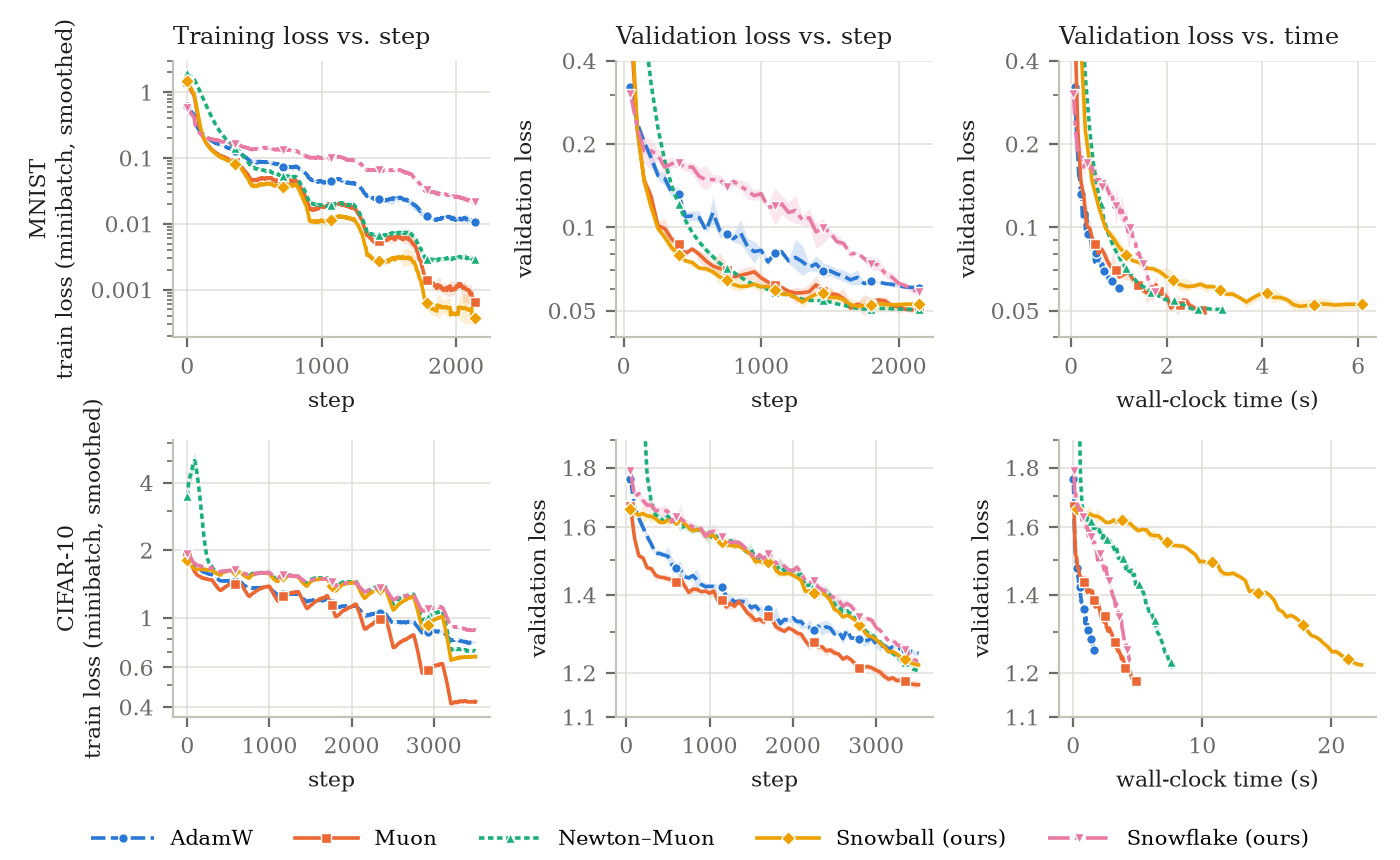 Training loss vs. step
Validation loss vs. step
Validation loss vs. time
MNIST
train loss (minibatch, smoothed)
1
0.1
0.01
0.001
0
1000
2000
step
validation loss
0.4
0.2
0.1
0.05
0
1000
2000
step
validation loss
0.4
0.2
0.1
0.05
0
2
4
6
wall-clock time (s)
CIFAR-10
train loss (minibatch, smoothed)
4
2
1
0.6
0.4
0
1000
2000
3000
step
validation loss
1.8
1.6
1.4
1.2
1.1
0
1000
2000
3000
step
validation loss
1.8
1.6
1.4
1.2
1.1
0
10
20
wall-clock time (s)
AdamW
Muon
Newton–Muon
Snowball (ours)
Snowflake (ours)